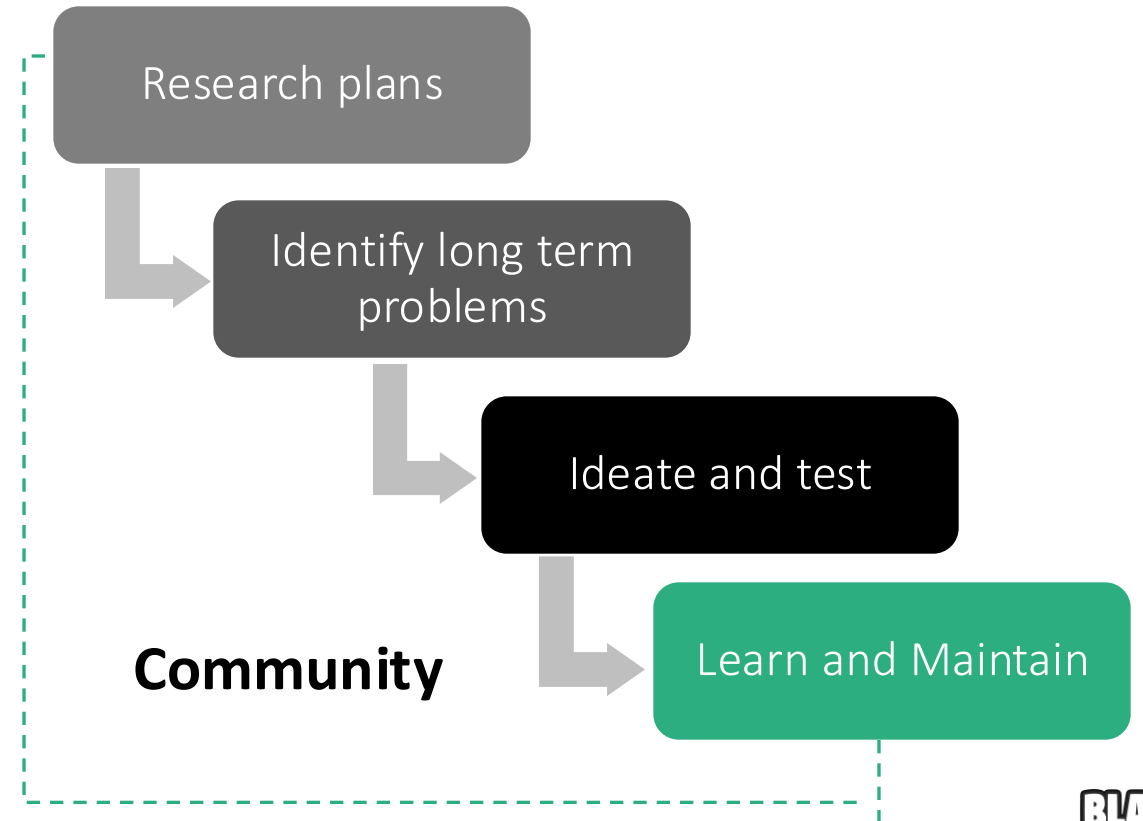 Research plans
Identify long term
problems
Ideate and test
Learn and Maintain
Community